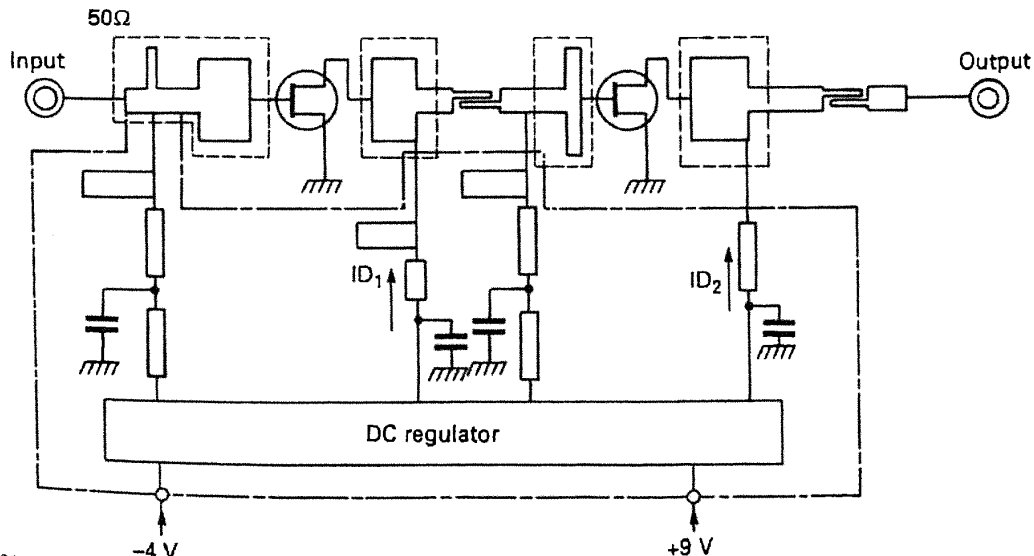 50Ω
Input
Output
ID₁
ID₂
DC regulator
−4 V
+9 V